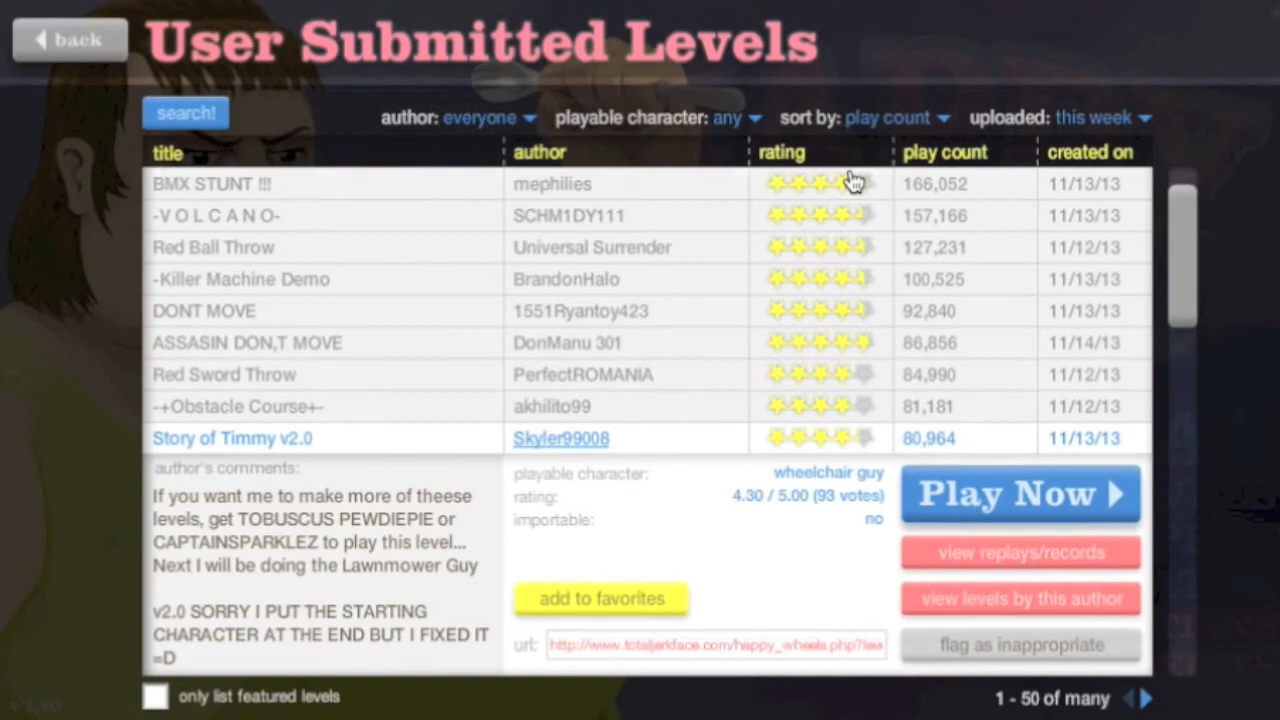 back
User Submitted Levels
search!
author: everyone playable character: any sort by: play count uploaded: this week
title author rating play count created on
BMX STUNT !!! mephilies 166,052 11/13/13
-V O L C A N O- SCHM1DY111 157,166 11/13/13
Red Ball Throw Universal Surrender 127,231 11/12/13
-Killer Machine Demo BrandonHalo 100,525 11/13/13
DONT MOVE 1551Ryantoy423 92,840 11/13/13
ASSASIN DON,T MOVE DonManu 301 86,856 11/14/13
Red Sword Throw PerfectROMANIA 84,990 11/12/13
-+Obstacle Course+- akhilito99 81,181 11/12/13
Story of Timmy v2.0 Skyler99008 80,964 11/13/13
author's comments:
If you want me to make more of theese
levels, get TOBUSCUS PEWDIEPIE or
CAPTAINSPARKLEZ to play this level...
Next I will be doing the Lawnmower Guy
v2.0 SORRY I PUT THE STARTING
CHARACTER AT THE END BUT I FIXED IT
=D
playable character: wheelchair guy
rating: 4.30 / 5.00 (93 votes)
importable: no
add to favorites
url: http://www.totaljerkface.com/happy_wheels.php?lev
Play Now
view replays/records
view levels by this author
flag as inappropriate
only list featured levels
1 - 50 of many